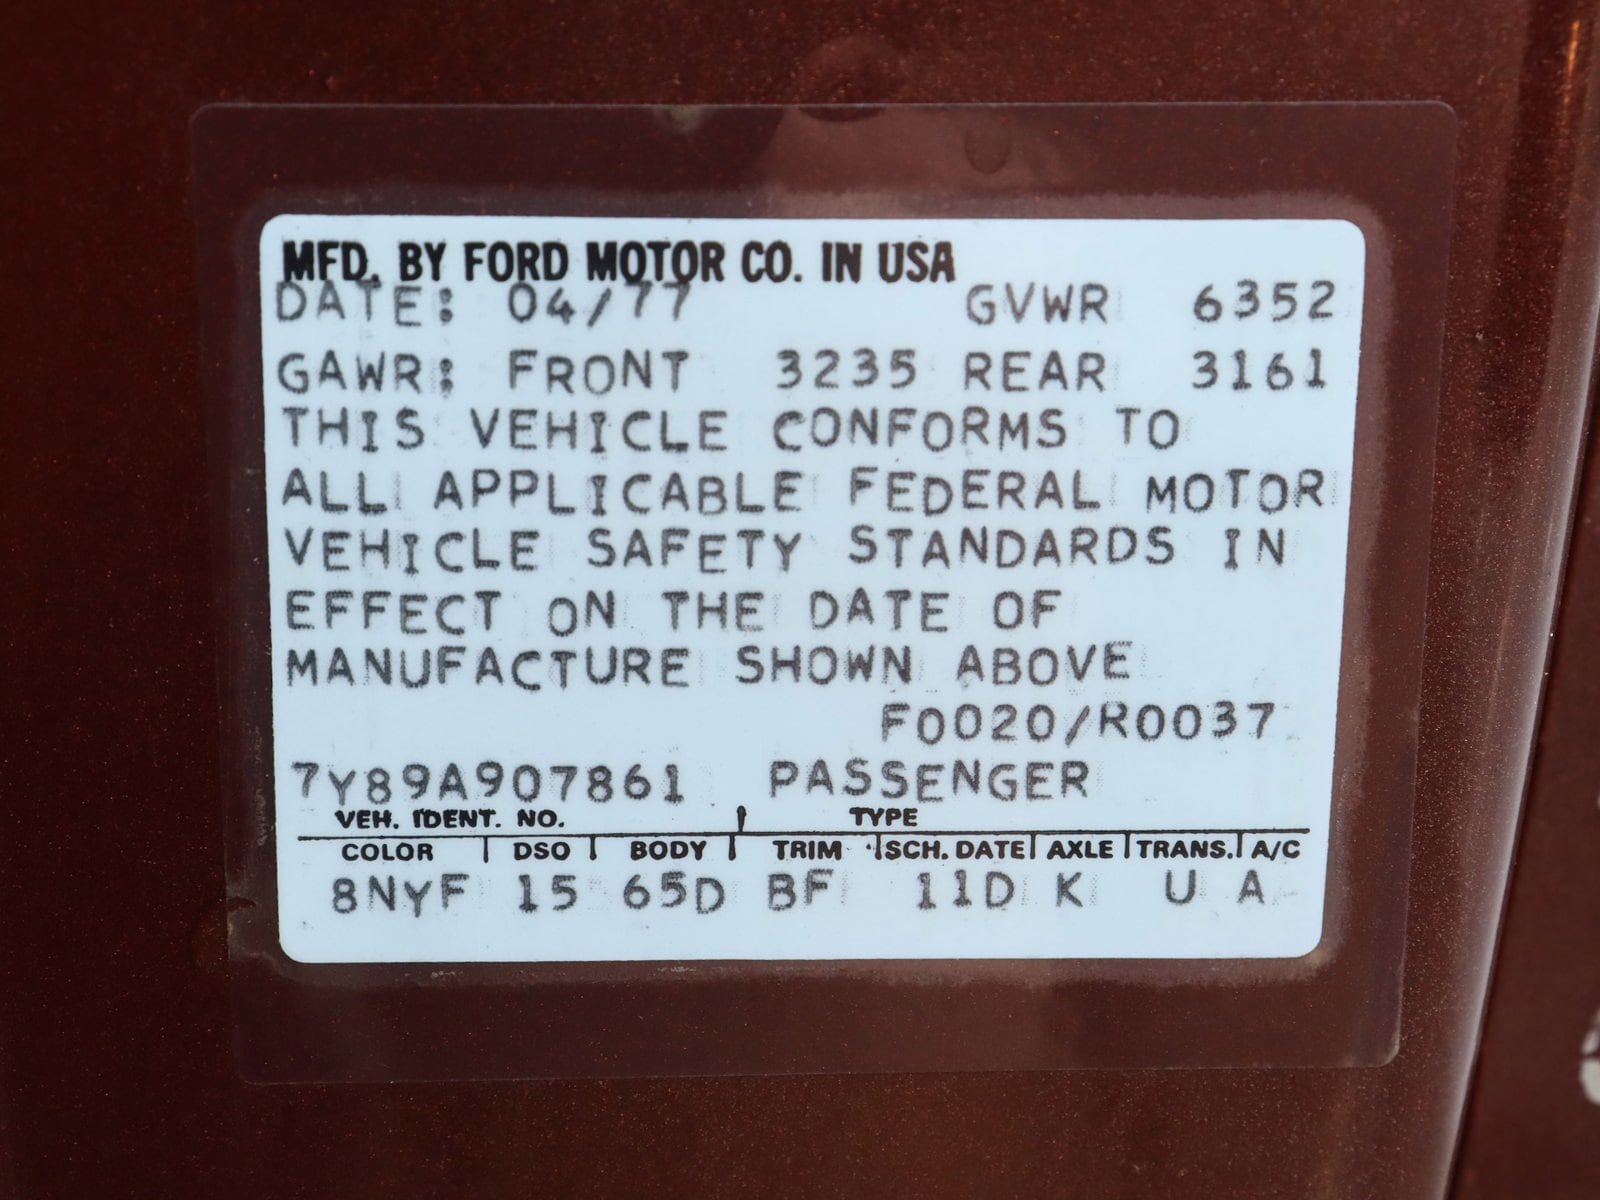 MFD. BY FORD MOTOR CO. IN USA
DATE: 04/77 GVWR 6352
GAWR: FRONT 3235 REAR 3161
THIS VEHICLE CONFORMS TO
ALL APPLICABLE FEDERAL MOTOR
VEHICLE SAFETY STANDARDS IN
EFFECT ON THE DATE OF
MANUFACTURE SHOWN ABOVE
F0020/R0037
7Y89A907861 PASSENGER
VEH. IDENT. NO. TYPE
COLOR DSO BODY TRIM SCH. DATE AXLE TRANS. A/C
8NYF 15 65D BF 11D K U A